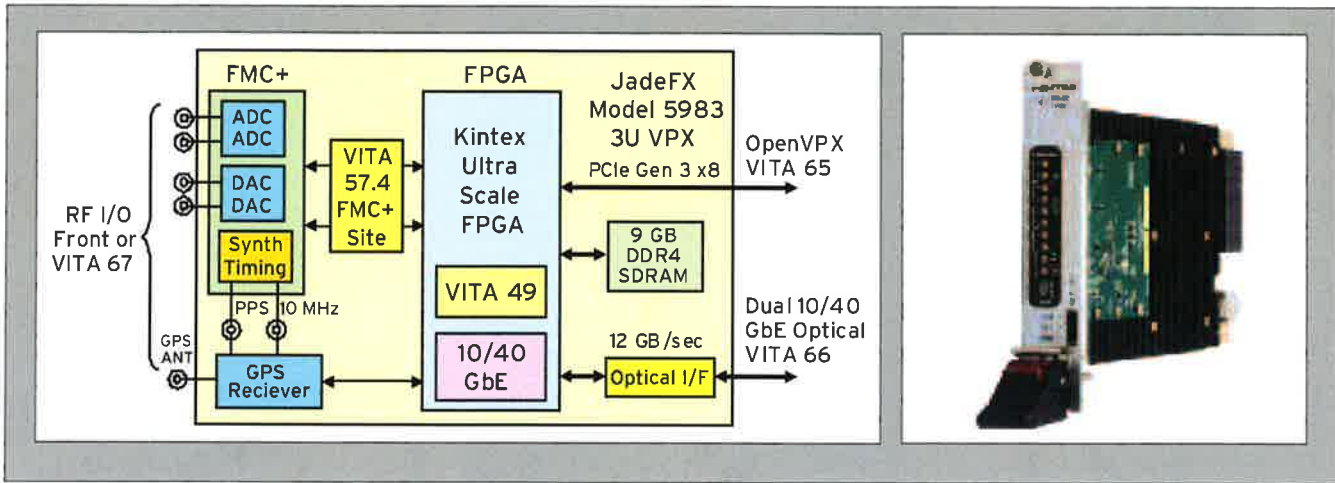 FMC+
ADC
ADC
DAC
DAC
Synth
Timing
PPS 10 MHz
GPS
Reciever
RF I/O
Front or
VITA 67
GPS
ANT
VITA
57.4
FMC+
Site
FPGA
Kintex
Ultra
Scale
FPGA
VITA 49
10/40
GbE
JadeFX
Model 5983
3U VPX
PCIe Gen 3 x8
9 GB
DDR4
SDRAM
12 GB/sec
Optical I/F
OpenVPX
VITA 65
Dual 10/40
GbE Optical
VITA 66